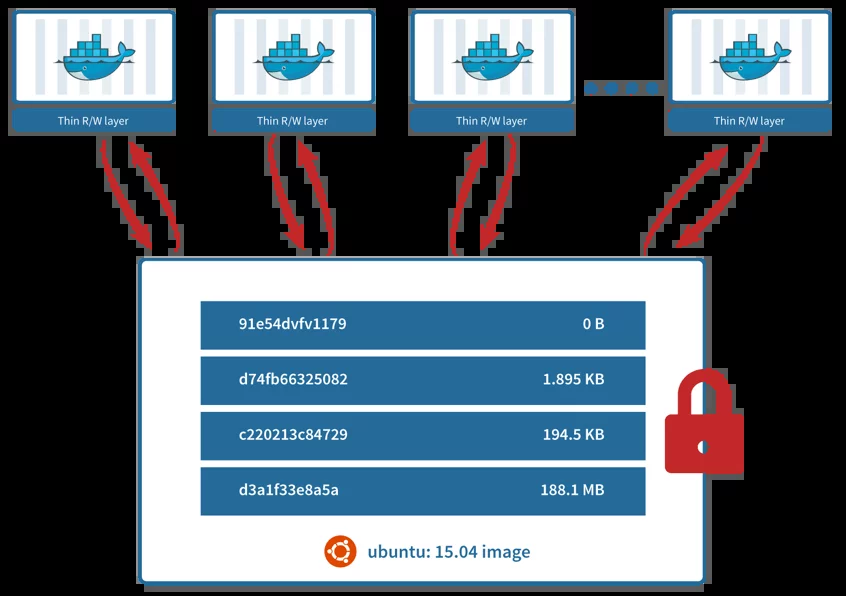 Thin R/W layer
Thin R/W layer
Thin R/W layer
Thin R/W layer
91e54dvfv1179 0 B
d74fb66325082 1.895 KB
c220213c84729 194.5 KB
d3a1f33e8a5a 188.1 MB
ubuntu: 15.04 image